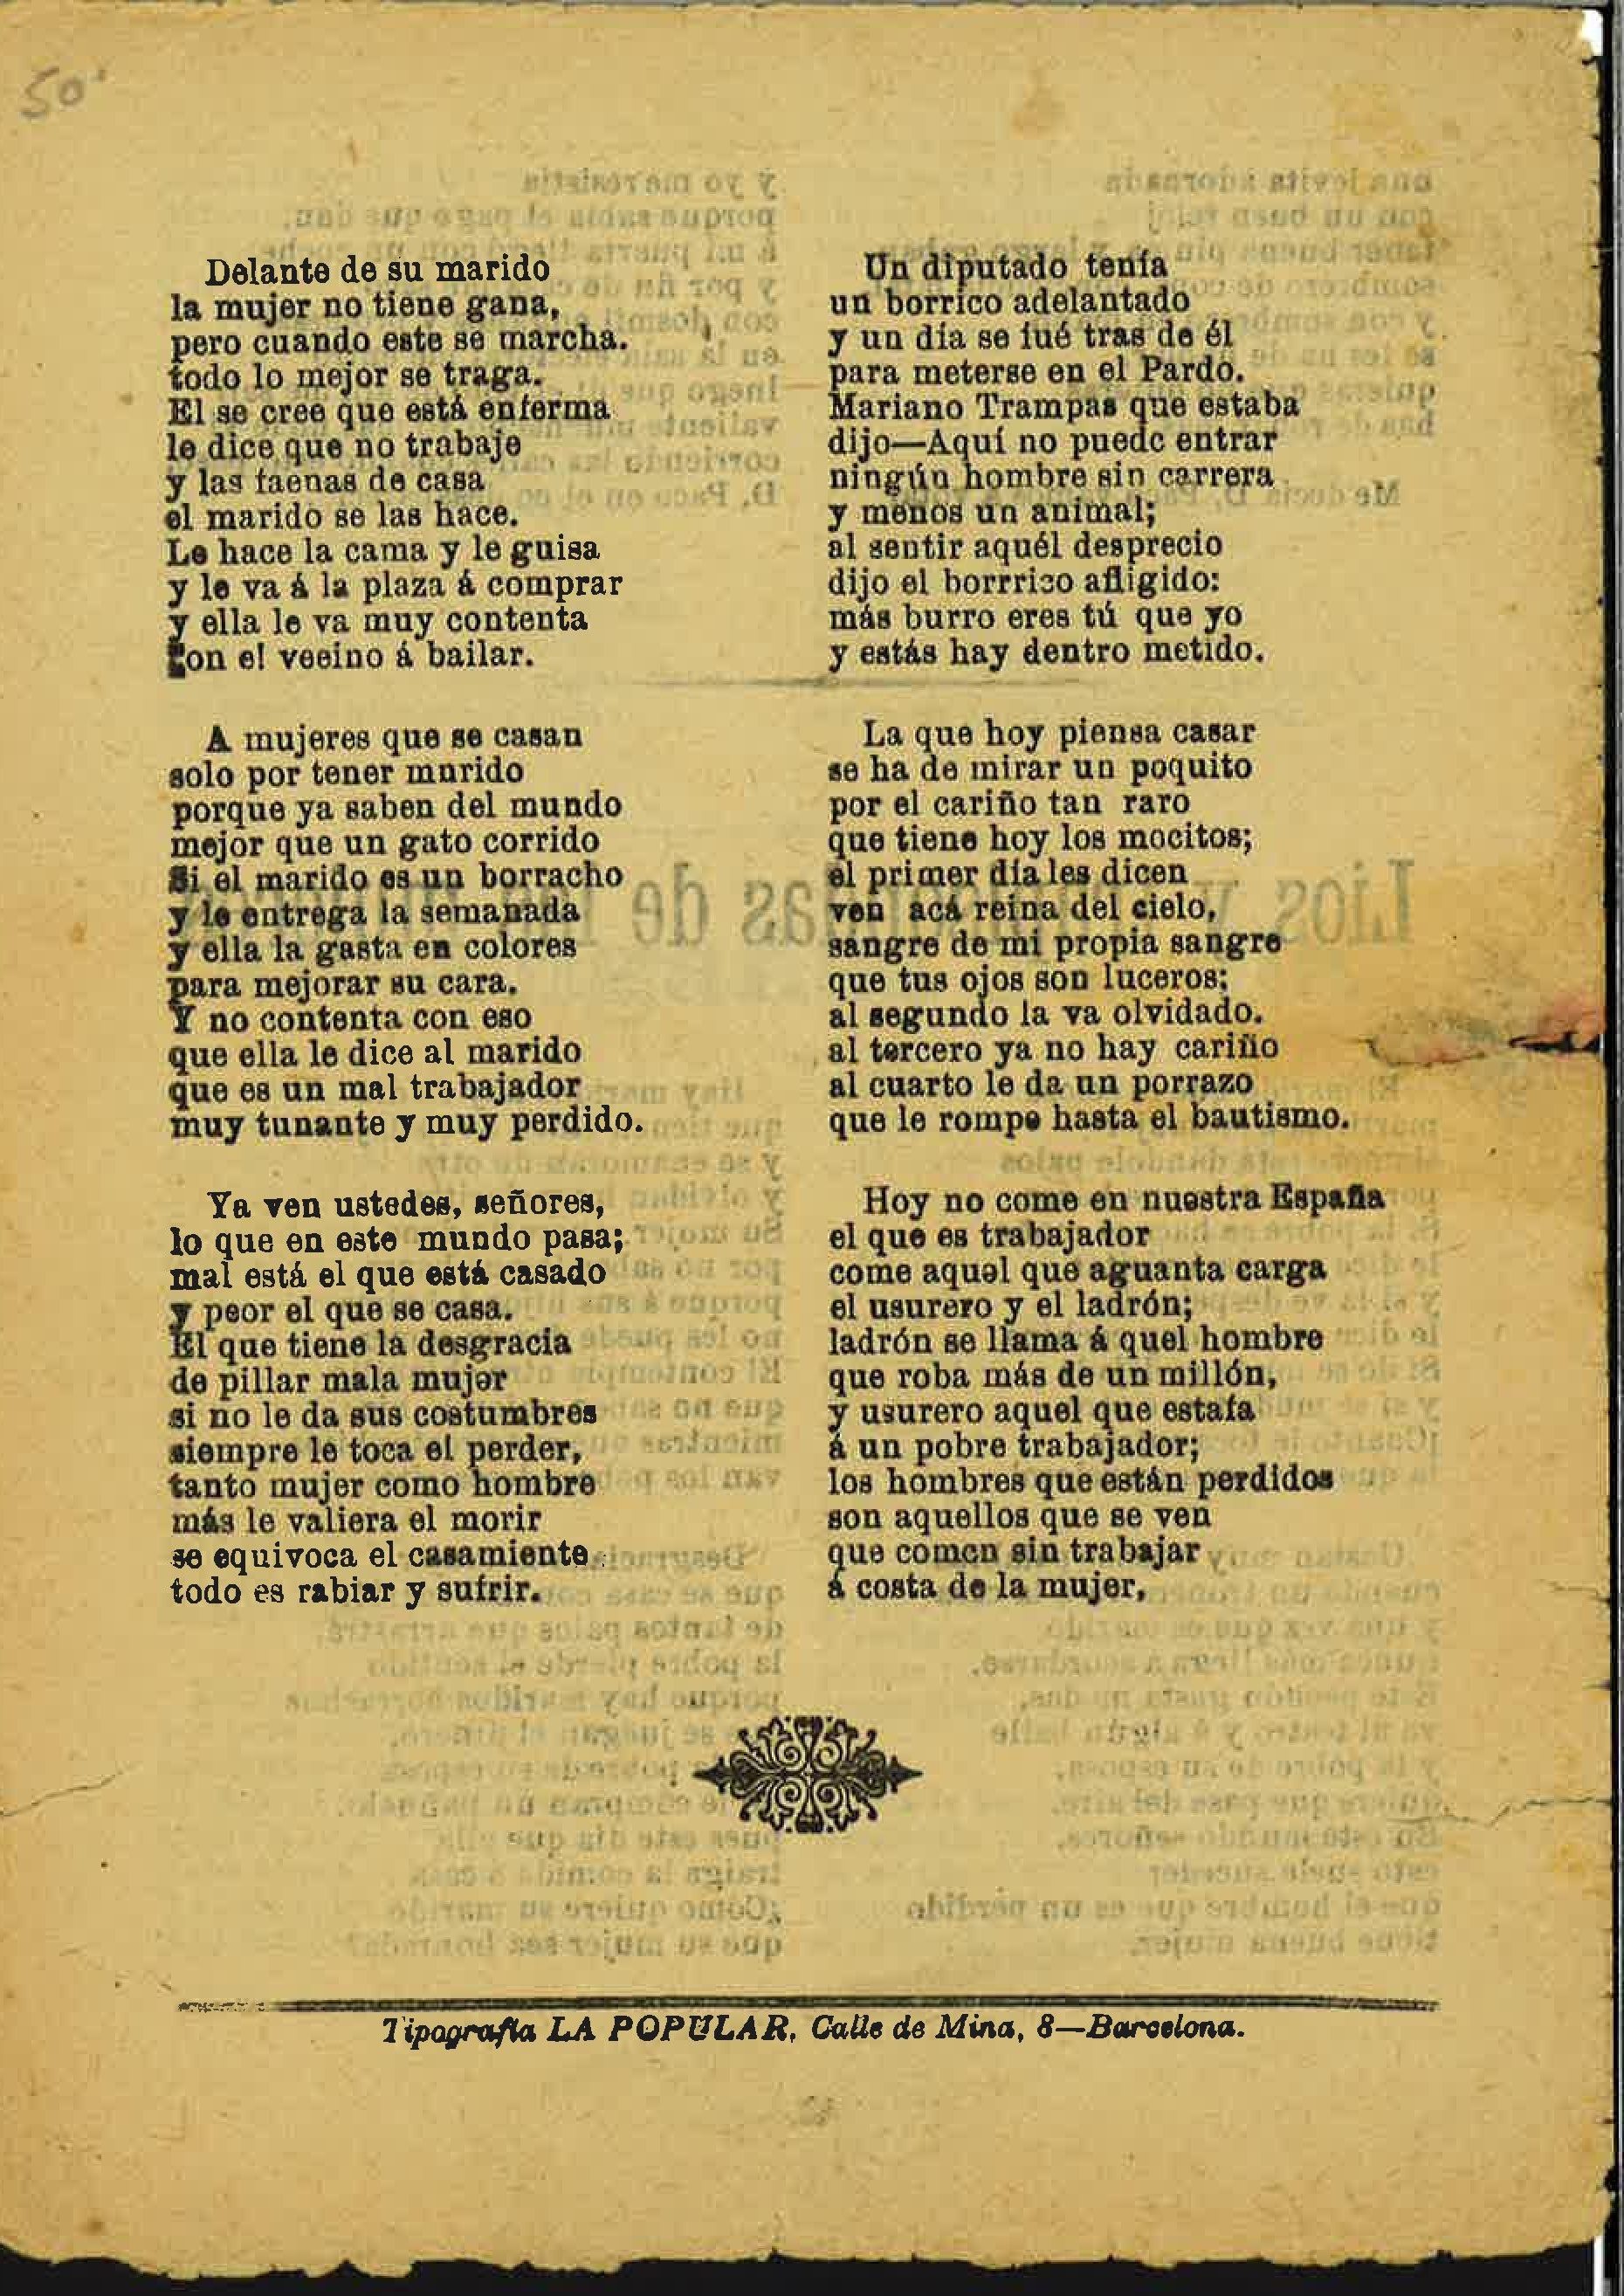 50
Delante de su marido
la mujer no tiene gana,
pero cuando este se marcha.
todo lo mejor se traga.
El se cree que está enferma
le dice que no trabaje
y las faenas de casa
el marido se las hace.
Le hace la cama y le guisa
y le va á la plaza á comprar
y ella le va muy contenta
con el veeino á bailar.
A mujeres que se casan
solo por tener marido
porque ya saben del mundo
mejor que un gato corrido
Si el marido es un borracho
y le entrega la semanada
y ella la gasta en colores
para mejorar su cara.
Y no contenta con eso
que ella le dice al marido
que es un mal trabajador
muy tunante y muy perdido.
Ya ven ustedes, señores,
lo que en este mundo pasa;
mal está el que está casado
y peor el que se casa.
El que tiene la desgracia
de pillar mala mujer
si no le da sus costumbres
siempre le toca el perder,
tanto mujer como hombre
más le valiera el morir
se equivoca el casamiente
todo es rabiar y sufrir.
Un diputado tenía
un borrico adelantado
y un día se fué tras de él
para meterse en el Pardo.
Mariano Trampas que estaba
dijo—Aquí no puede entrar
ningún hombre sin carrera
y menos un animal;
al sentir aquél desprecio
dijo el borrrico afligido:
más burro eres tú que yo
y estás hay dentro metido.
La que hoy piensa casar
se ha de mirar un poquito
por el cariño tan raro
que tiene hoy los mocitos;
el primer día les dicen
ven acá reina del cielo,
sangre de mi propia sangre
que tus ojos son luceros;
al segundo la va olvidado.
al tercero ya no hay cariño
al cuarto le da un porrazo
que le rompe hasta el bautismo.
Hoy no come en nuestra España
el que es trabajador
come aquel que aguanta carga
el usurero y el ladrón;
ladrón se llama á quel hombre
que roba más de un millón,
y usurero aquel que estafa
á un pobre trabajador;
los hombres que están perdidos
son aquellos que se ven
que comen sin trabajar
á costa de la mujer,
Tipografía LA POPULAR, Calle de Mina, 8—Barcelona.